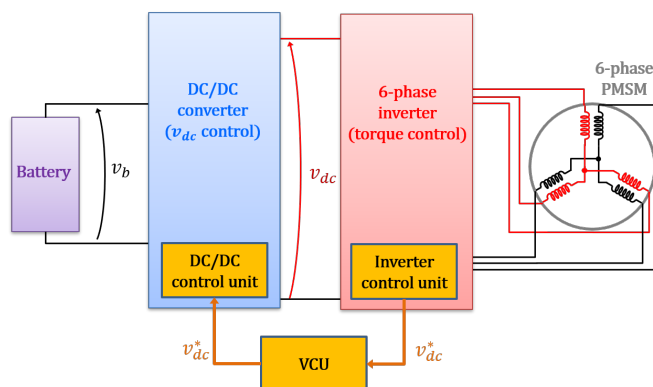 6-phase
PMSM
DC/DC
converter
(v_dc control)
6-phase
inverter
(torque control)
Battery
v_b
v_dc
DC/DC
control unit
Inverter
control unit
v*_dc
VCU
v*_dc